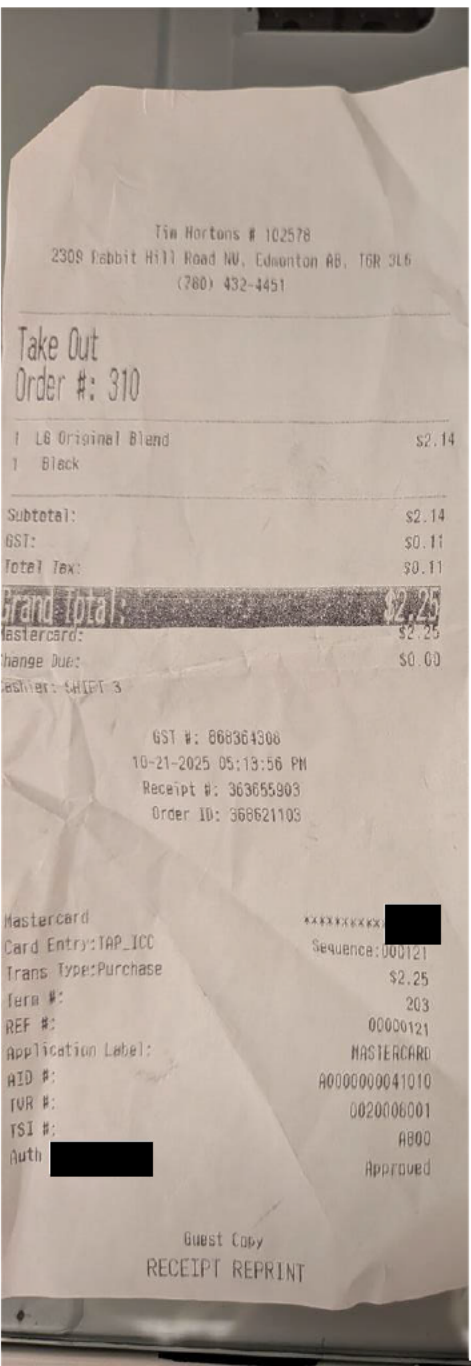 Tim Hortons # 102578
2309 Rabbit Hill Road NW, Edmonton AB, T6R 3L6
(780) 432-4451
Take Out
Order #: 310
1 LG Original Blend $2.14
1 Black
Subtotal: $2.14
GST: $0.11
Total Tax: $0.11
Grand Total: $2.25
Mastercard: $2.25
Change Due: $0.00
Cashier: SHIFT 3
GST #: 868364308
10-21-2025 05:13:56 PM
Receipt #: 363655903
Order ID: 368621103
Mastercard ***********
Card Entry:TAP_ICC Sequence:000121
Trans Type:Purchase $2.25
Term #: 203
REF #: 00000121
Application Label: MASTERCARD
AID #: A0000000041010
TVR #: 0020008001
TSI #: A800
Auth Approved
Guest Copy
RECEIPT REPRINT